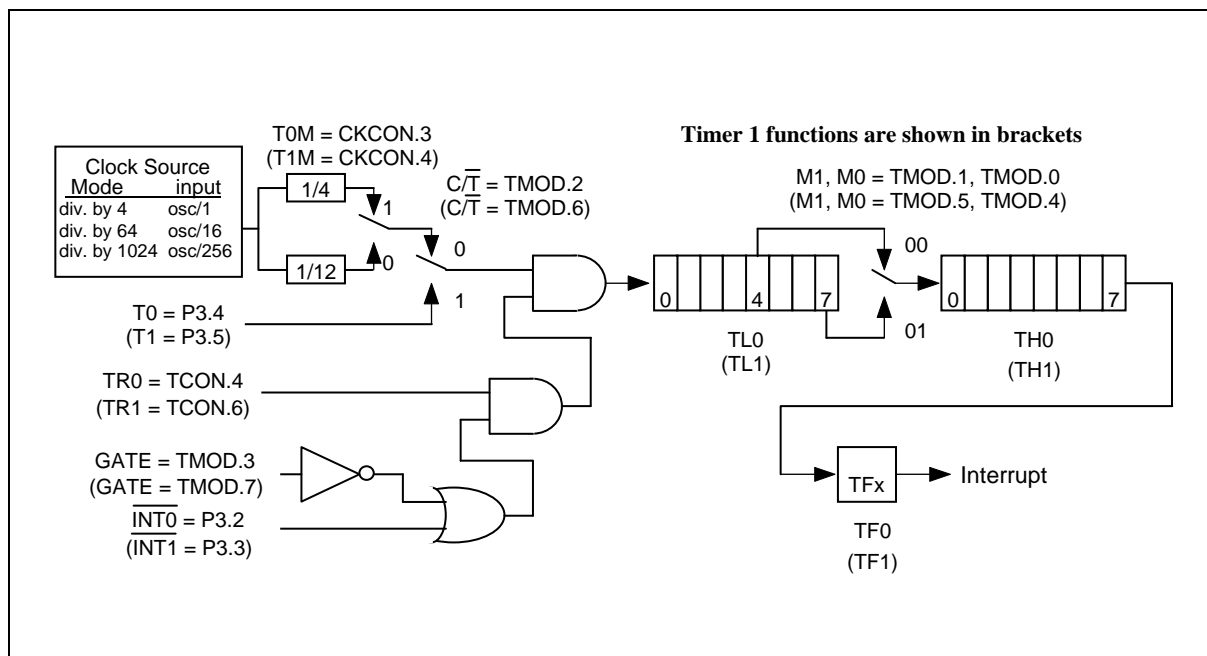 T0M = CKCON.3
(T1M = CKCON.4)
Timer 1 functions are shown in brackets
Clock Source
Mode input
div. by 4 osc/1
div. by 64 osc/16
div. by 1024 osc/256
1/4
1/12
1
0
C/T̅ = TMOD.2
(C/T̅ = TMOD.6)
0
1
M1, M0 = TMOD.1, TMOD.0
(M1, M0 = TMOD.5, TMOD.4)
00
01
0 4 7
TL0
(TL1)
0 7
TH0
(TH1)
T0 = P3.4
(T1 = P3.5)
TR0 = TCON.4
(TR1 = TCON.6)
GATE = TMOD.3
(GATE = TMOD.7)
I̅N̅T̅0̅ = P3.2
(I̅N̅T̅1̅ = P3.3)
TFx
Interrupt
TF0
(TF1)